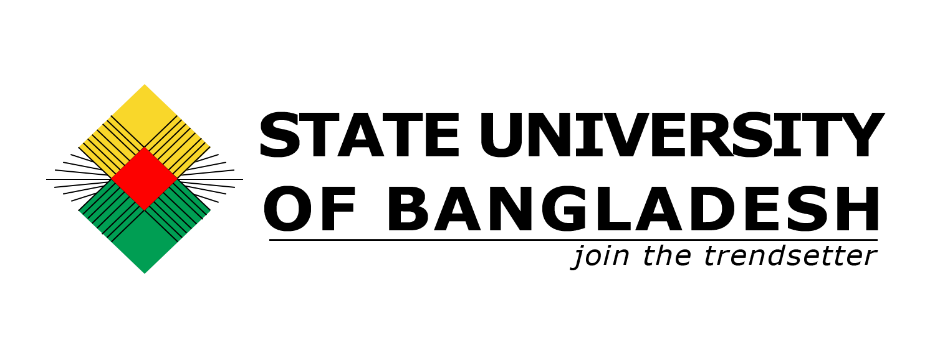 STATE UNIVERSITY
OF BANGLADESH
join the trendsetter